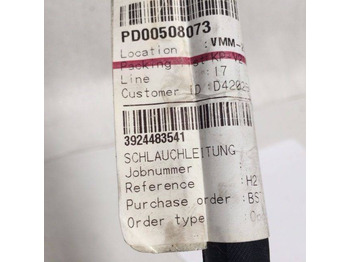 PD00508073
Location : VMM-
Packing
Line : 17
Customer ID : D4202
3924483541
SCHLAUCHLEITUNG
Jobnummer
Reference : H2
Purchase order : BS
Order type :